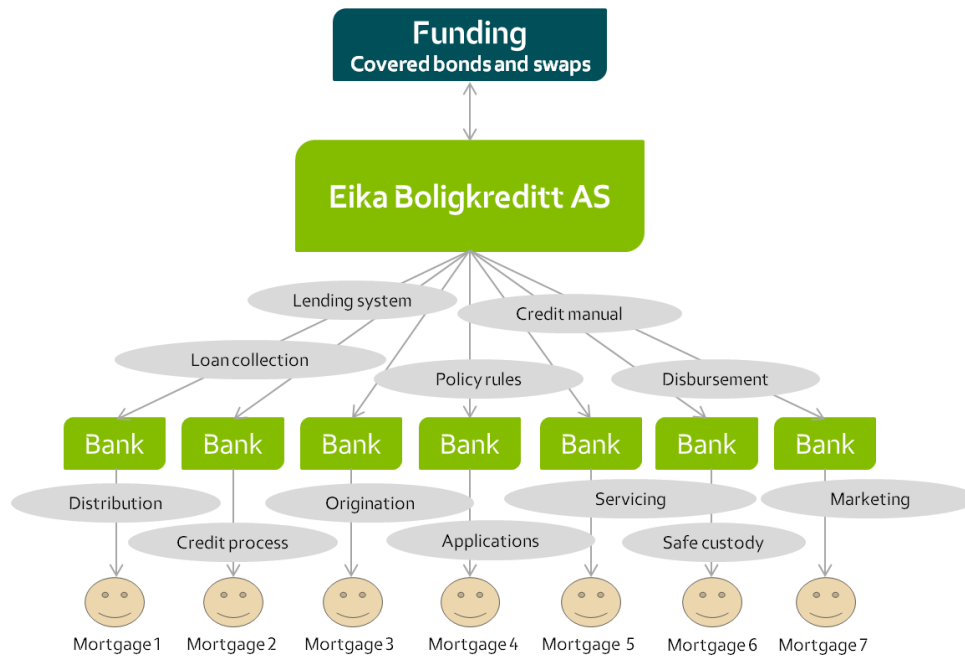 Funding
Covered bonds and swaps
Eika Boligkreditt AS
Lending system
Credit manual
Loan collection
Policy rules
Disbursement
Bank
Bank
Bank
Bank
Bank
Bank
Bank
Distribution
Origination
Servicing
Marketing
Credit process
Applications
Safe custody
Mortgage 1
Mortgage 2
Mortgage 3
Mortgage 4
Mortgage 5
Mortgage 6
Mortgage 7